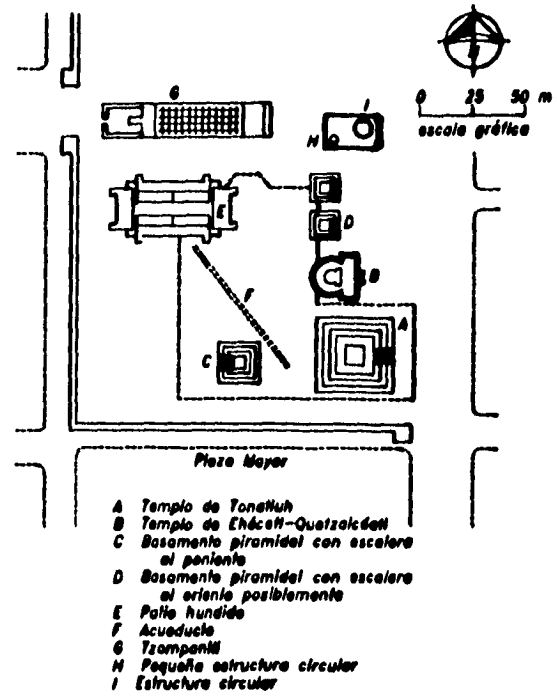 G
I
H
0 25 50 m
escala gráfica
E
D
B
F
A
C
Plaza Mayor
A Templo de Tonatiuh
B Templo de Ehécatl-Quetzalcóatl
C Basamento piramidal con escalera
al poniente
D Basamento piramidal con escalera
al oriente posiblemente
E Patio hundido
F Acueducto
G Tzompantli
H Pequeña estructura circular
I Estructura circular